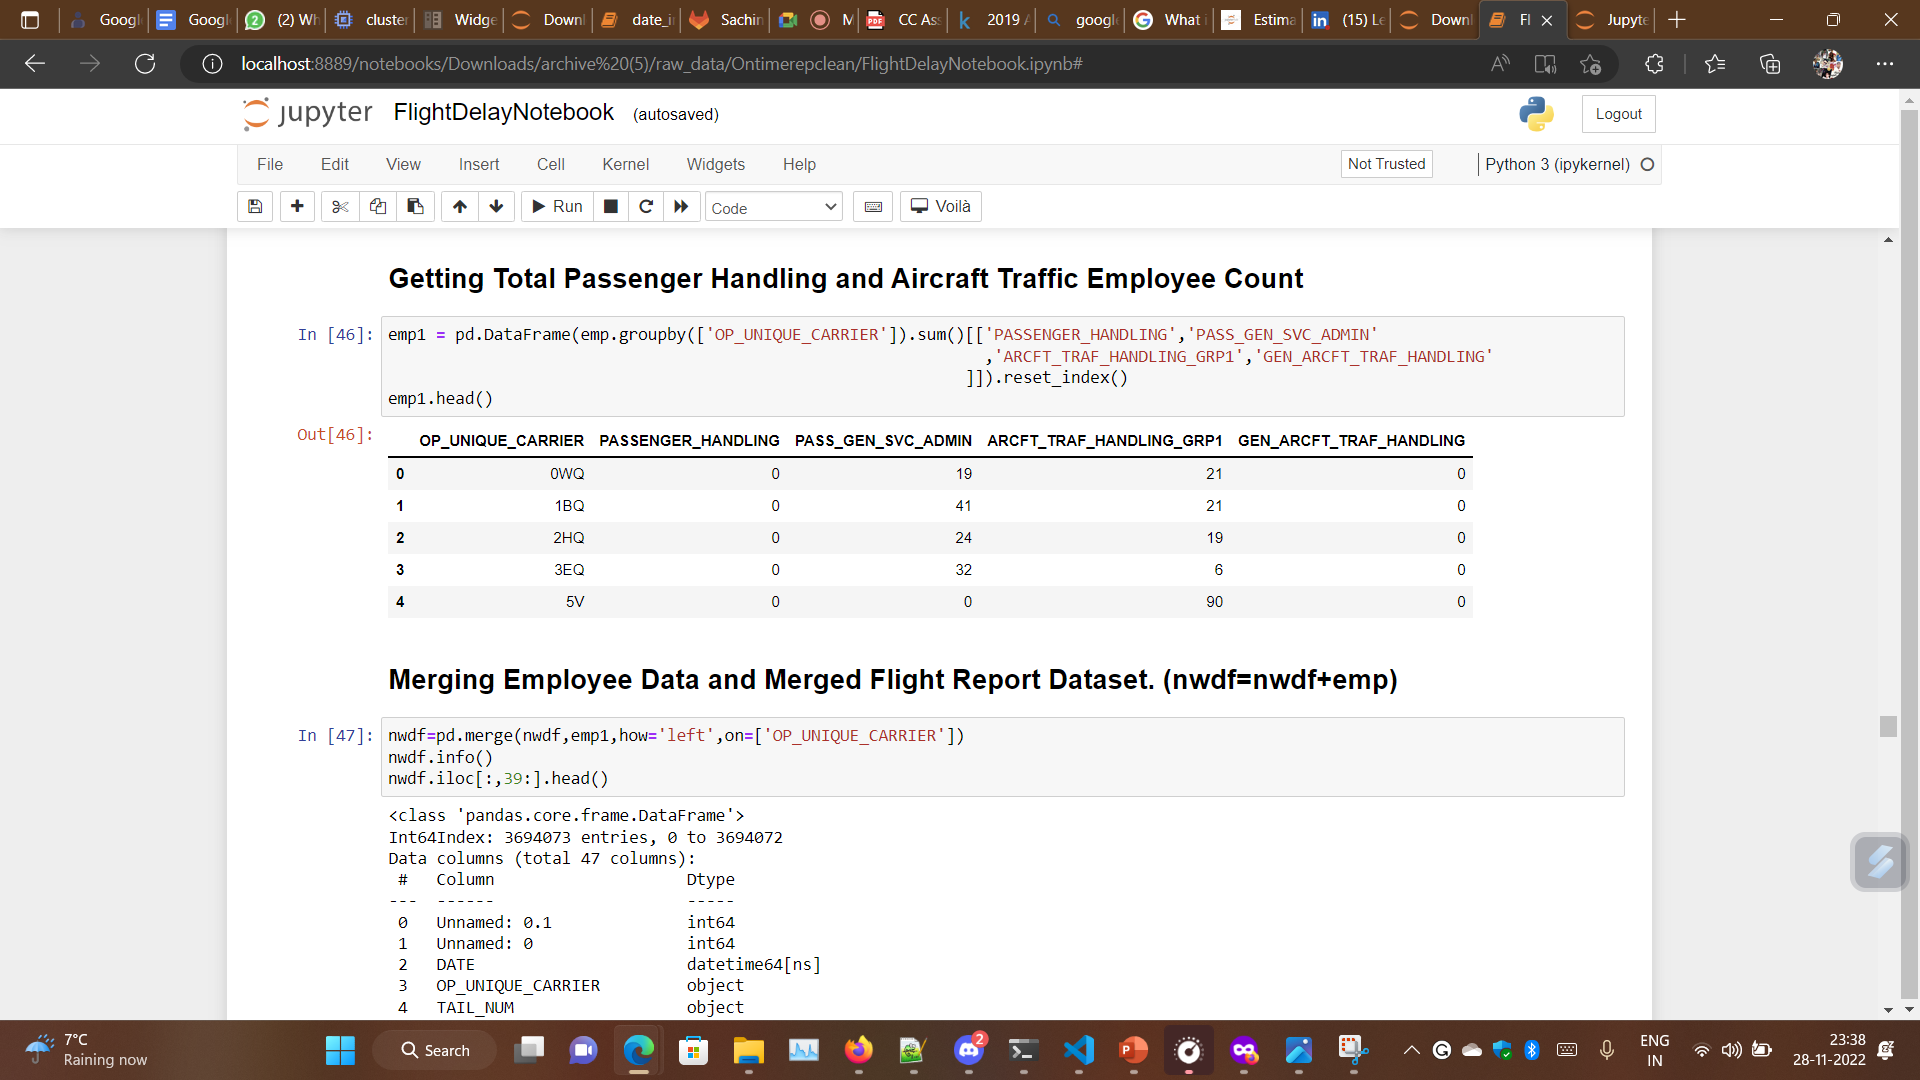 Google
Google
(2) Wh
cluster
Widge
Downl
date_i
Sachin
M
CC Ass
2019 A
google
What i
Estima
(15) Le
Downl
Fl
Jupyte
localhost:8889/notebooks/Downloads/archive%20(5)/raw_data/Ontimerepclean/FlightDelayNotebook.ipynb#
jupyter FlightDelayNotebook (autosaved)
Logout
File Edit View Insert Cell Kernel Widgets Help
Not Trusted
Python 3 (ipykernel)
Run
Code
Voilà
Getting Total Passenger Handling and Aircraft Traffic Employee Count
In [46]: emp1 = pd.DataFrame(emp.groupby(['OP_UNIQUE_CARRIER']).sum()[['PASSENGER_HANDLING','PASS_GEN_SVC_ADMIN'
,'ARCFT_TRAF_HANDLING_GRP1','GEN_ARCFT_TRAF_HANDLING'
]]).reset_index()
emp1.head()
Out[46]:
OP_UNIQUE_CARRIER PASSENGER_HANDLING PASS_GEN_SVC_ADMIN ARCFT_TRAF_HANDLING_GRP1 GEN_ARCFT_TRAF_HANDLING
0 0WQ 0 19 21 0
1 1BQ 0 41 21 0
2 2HQ 0 24 19 0
3 3EQ 0 32 6 0
4 5V 0 0 90 0
Merging Employee Data and Merged Flight Report Dataset. (nwdf=nwdf+emp)
In [47]: nwdf=pd.merge(nwdf,emp1,how='left',on=['OP_UNIQUE_CARRIER'])
nwdf.info()
nwdf.iloc[:,39:].head()
<class 'pandas.core.frame.DataFrame'>
Int64Index: 3694073 entries, 0 to 3694072
Data columns (total 47 columns):
# Column Dtype
--- ------ -----
0 Unnamed: 0.1 int64
1 Unnamed: 0 int64
2 DATE datetime64[ns]
3 OP_UNIQUE_CARRIER object
4 TAIL_NUM object
7°C
Raining now
Search
2
ENG
IN
23:38
28-11-2022